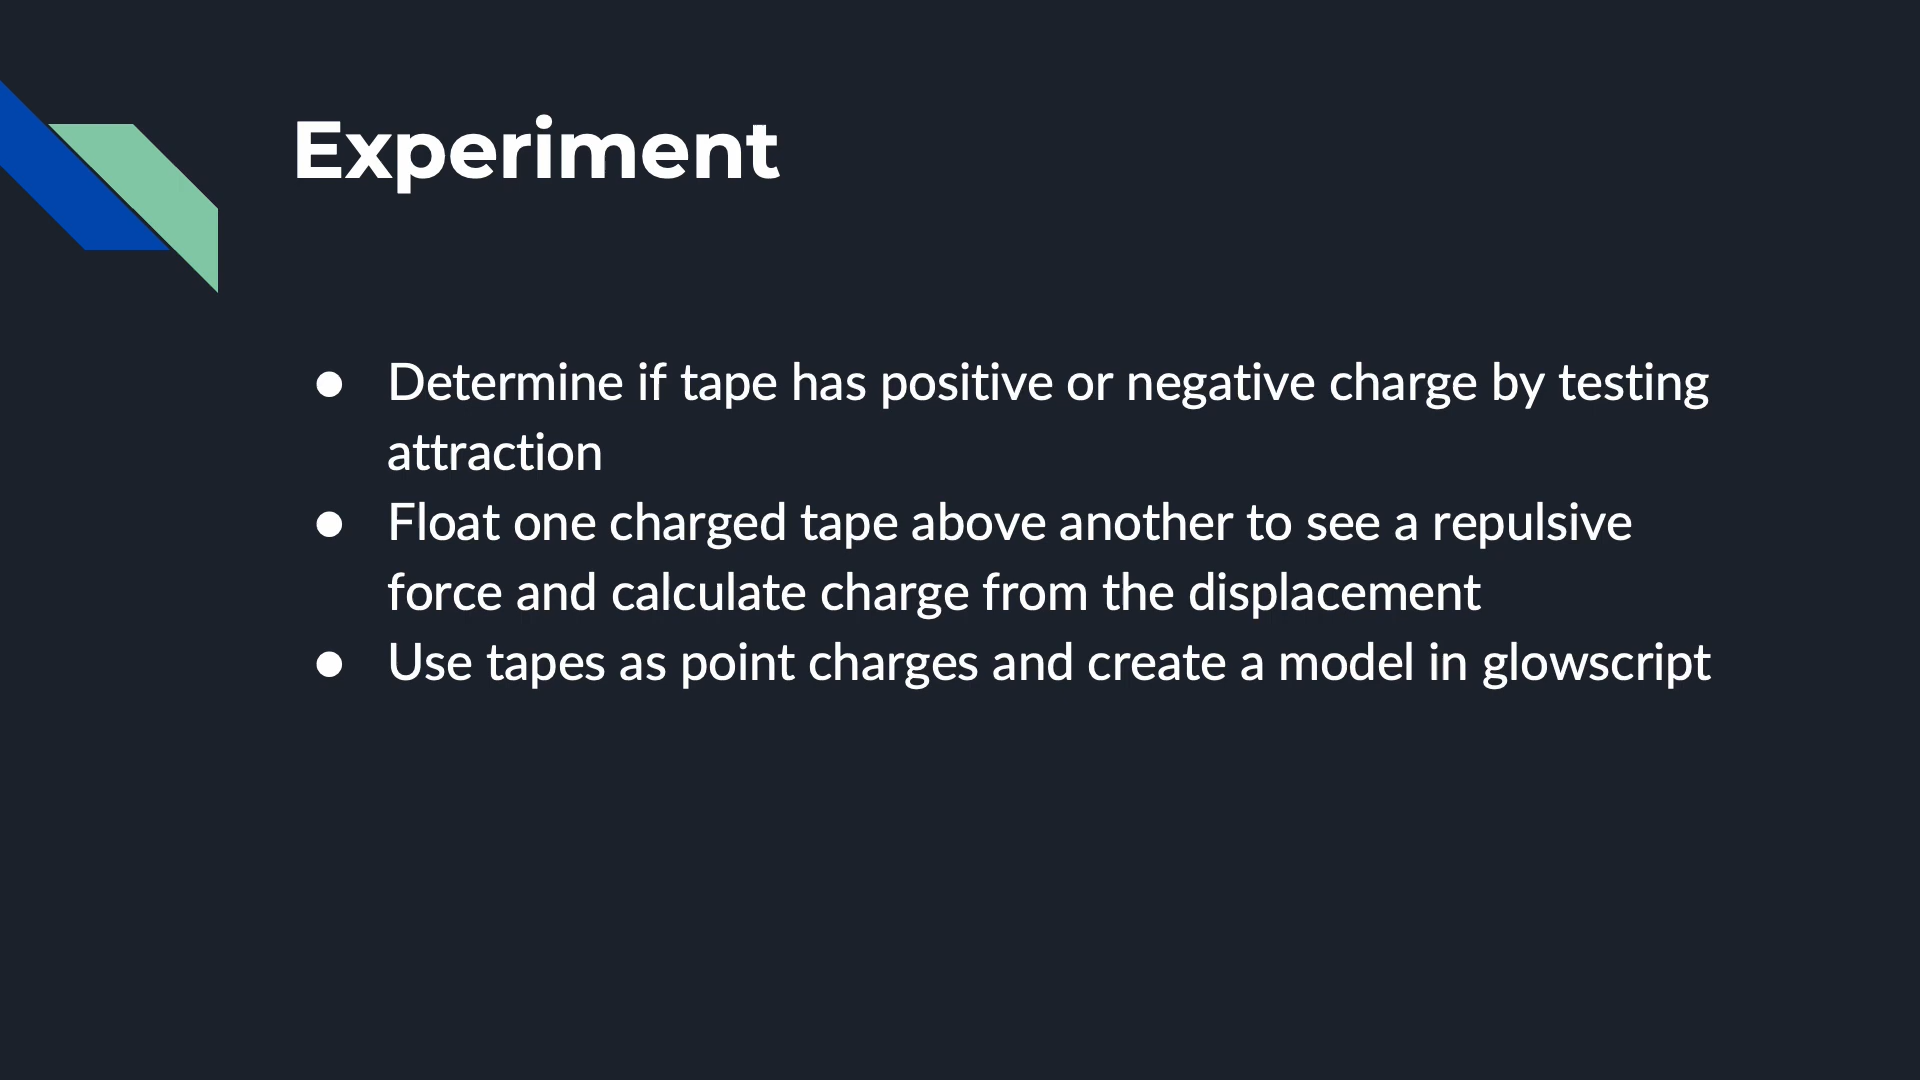 Experiment
● Determine if tape has positive or negative charge by testing
attraction
● Float one charged tape above another to see a repulsive
force and calculate charge from the displacement
● Use tapes as point charges and create a model in glowscript